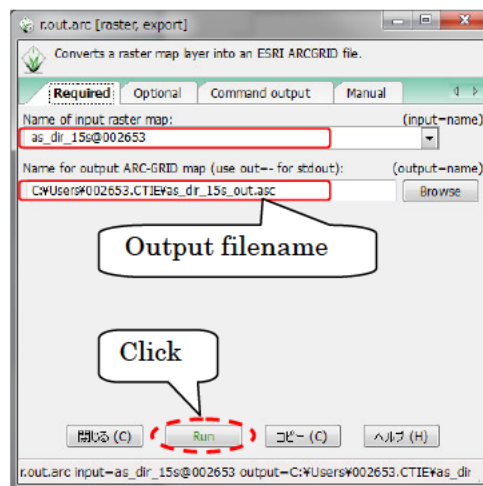 r.out.arc [raster, export]
Converts a raster map layer into an ESRI ARCGRID file.
Required Optional Command output Manual
Name of input raster map: (input=name)
as_dir_15s@002653
Name for output ARC-GRID map (use out=- for stdout): (output=name)
C:¥Users¥002653.CTIE¥as_dir_15s_out.asc Browse
Output filename
Click
閉じる (C) Run コピー (C) ヘルプ (H)
r.out.arc input=as_dir_15s@002653 output=C:¥Users¥002653.CTIE¥as_dir